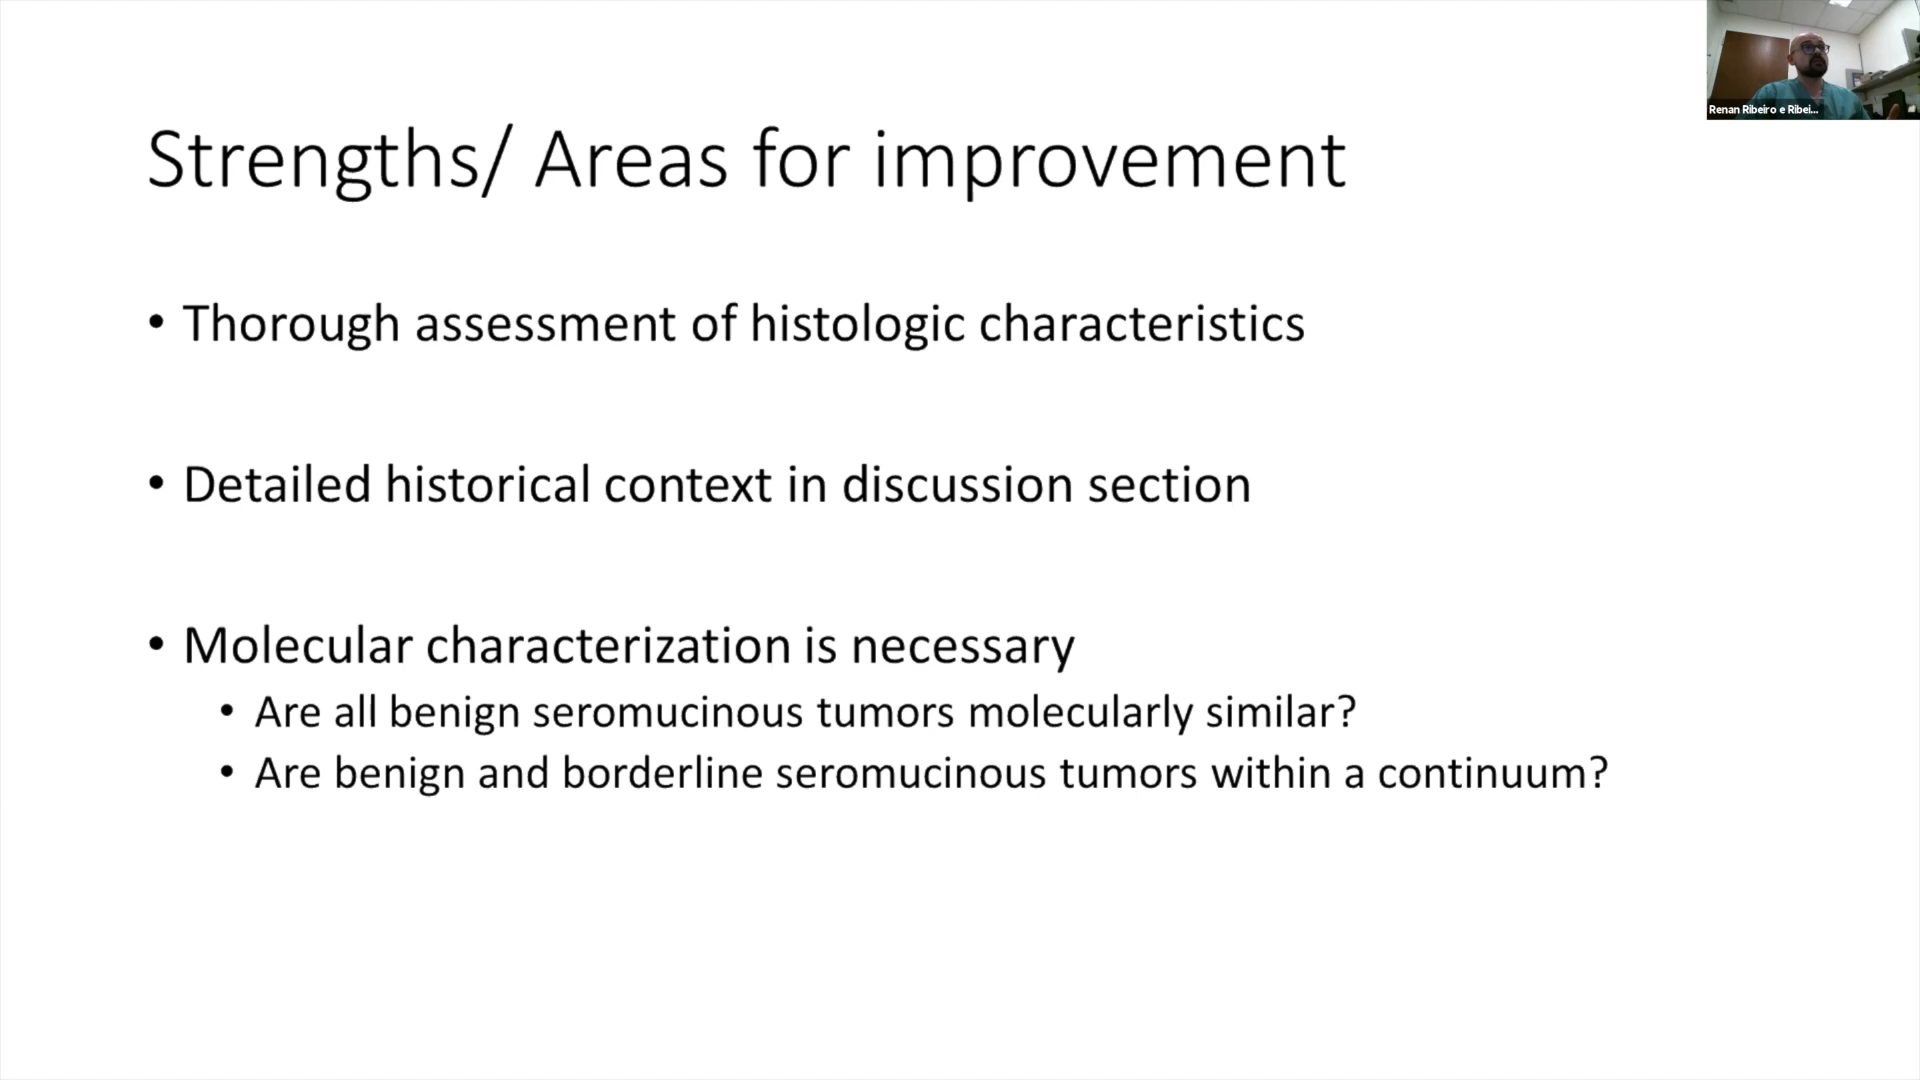 Renan Ribeiro e Ribei...
Strengths/ Areas for improvement
• Thorough assessment of histologic characteristics
• Detailed historical context in discussion section
• Molecular characterization is necessary
• Are all benign seromucinous tumors molecularly similar?
• Are benign and borderline seromucinous tumors within a continuum?